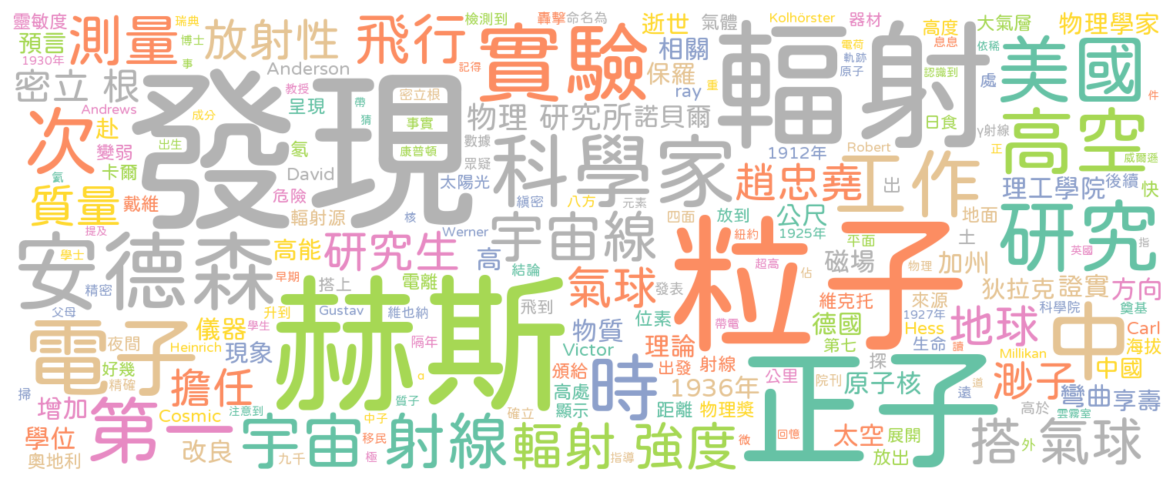 靈敏度 瑞典 測量 放射性 飛行 轟擊 命名為 檢測到 實驗 逝世 氣體 Kolhörster 器材 大氣層 依稀 物理學家
預言 博士 1930年 事 相關 高度 電荷 息息 軌跡 原子 認識到 處 美國
密立 根 Anderson 記得 保羅 ray 重 輻射 日食 件
Andrews 成分 教授 帶 呈現 密立根 物理 研究所 諾貝爾 γ射線 正 高空
次 赴 發現 猜 事實 數據 1912年 Robert 威爾遜
變弱 出生 氫 康普頓 眾疑 科學家 工作 理工學院 後續
卡爾 氦 David 太陽光 縝密 八方 元素 趙忠堯 出 快
質量 戴維 危險 核 四面 放到 公尺 地面
提及 輻射源 Werner 宇宙線 紐約 1925年 研究 指
安德森 學士 高能 研究生 高 平面 土 英國
精密 早期 搭上 電離 結論 超高 粒子 磁場 物理 加州
父母 升到 氣球 發表 佔 狄拉克 證實 方向
Gustav 維也納 飛到 維克托 來源 1927年 科學院 奠基
電子 儀器 學生 赫斯 位素 帶電 德國 Hess 地球 中 Carl
夜間 現象 隔年 物質 理論 射線 第七 生命 讀 海拔
好幾 Heinrich Victor 出發 探 Millikan 中國
精確 擔任 頒給 時 1936年 公里 院刊 原子核 遠 道 渺子 彎曲 享壽
掃 增加 第一 Cosmic 注意到 質子 高處 顯示 距離 物理獎 正子 高於 雲霧室
學位 宇宙 射線 中子 確立 輻射 強度 太空 展開 搭 氣球
奧地利 改良 九千 移民 極 指導 微 回憶 放出 外